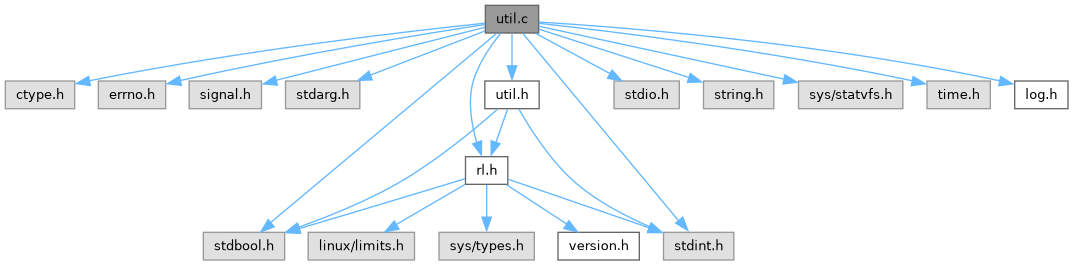 util.c
ctype.h
errno.h
signal.h
stdarg.h
util.h
stdio.h
string.h
sys/statvfs.h
time.h
log.h
rl.h
stdbool.h
linux/limits.h
sys/types.h
version.h
stdint.h